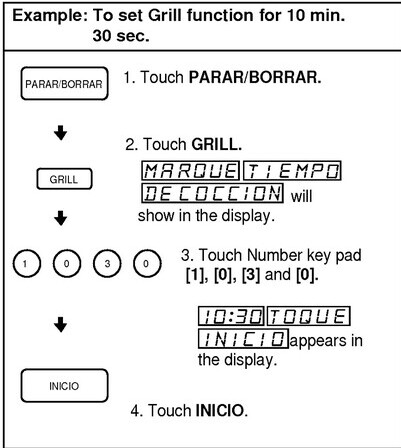 Example: To set Grill function for 10 min.
30 sec.
PARAR/BORRAR
1. Touch PARAR/BORRAR.
2. Touch GRILL.
GRILL
MARQUE TIEMPO
DE COCCION will
show in the display.
1 0 3 0
3. Touch Number key pad
[1], [0], [3] and [0].
10:30 TOQUE
INICIO appears in
the display.
INICIO
4. Touch INICIO.